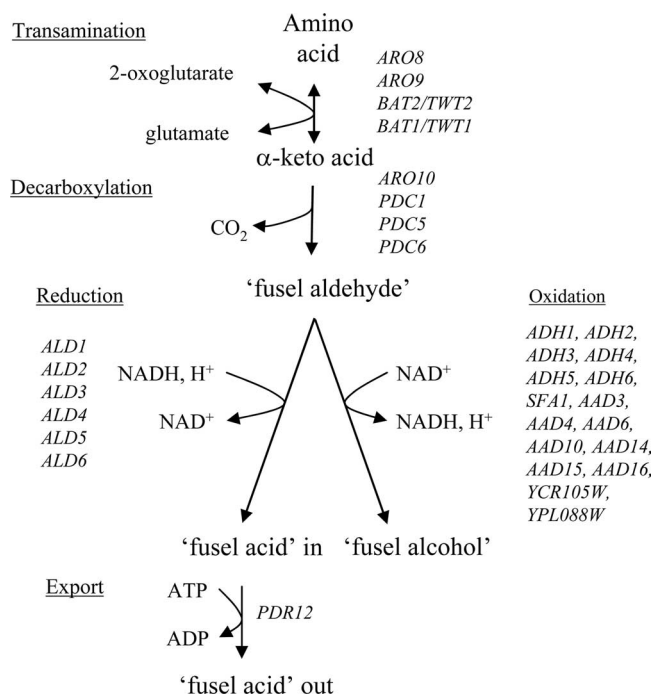 Transamination
Amino
acid
2-oxoglutarate
glutamate
ARO8
ARO9
BAT2/TWT2
BAT1/TWT1
α-keto acid
Decarboxylation
CO₂
ARO10
PDC1
PDC5
PDC6
'fusel aldehyde'
Reduction
ALD1
ALD2
ALD3
ALD4
ALD5
ALD6
NADH, H⁺
NAD⁺
NAD⁺
NADH, H⁺
Oxidation
ADH1, ADH2,
ADH3, ADH4,
ADH5, ADH6,
SFA1, AAD3,
AAD4, AAD6,
AAD10, AAD14,
AAD15, AAD16,
YCR105W,
YPL088W
'fusel acid' in 'fusel alcohol'
Export
ATP
ADP
PDR12
'fusel acid' out